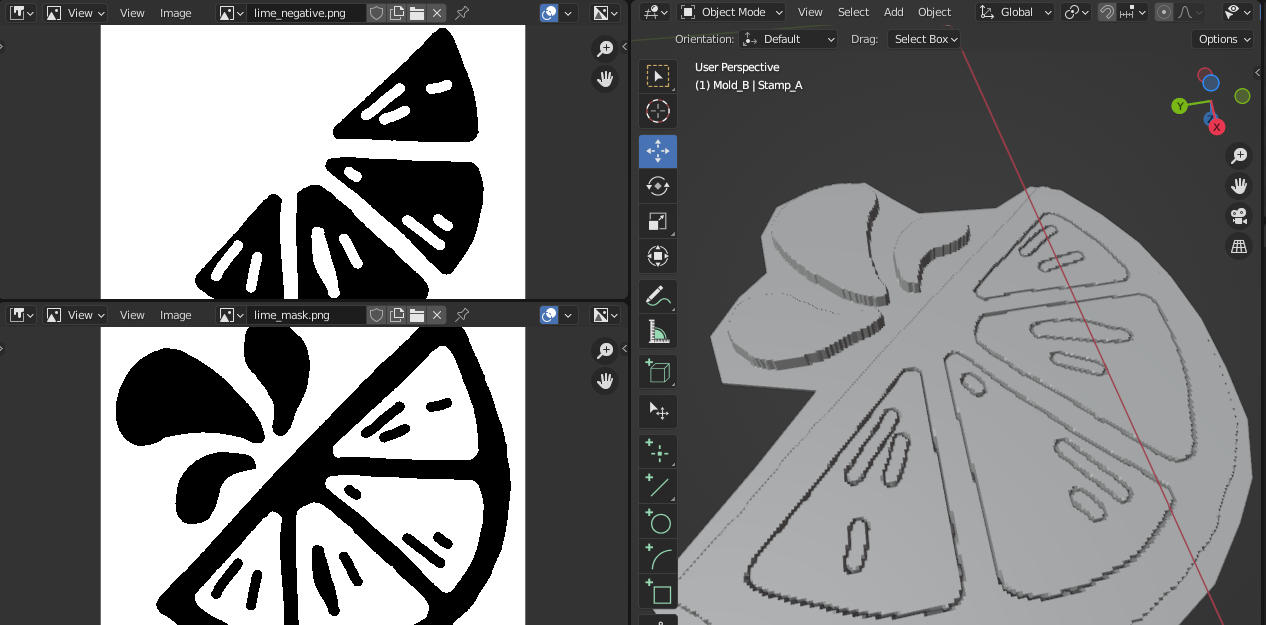 View View Image lime_negative.png
View View Image lime_mask.png
Object Mode View Select Add Object Global
Orientation: Default Drag: Select Box Options
User Perspective
(1) Mold_B | Stamp_A
Y
Z
X